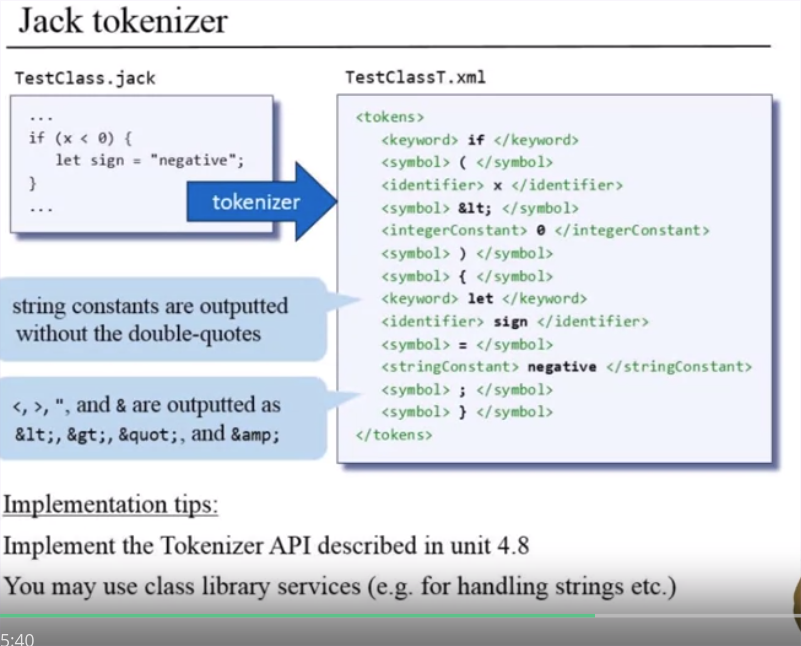 Jack tokenizer
TestClass.jack
...
if (x < 0) {
let sign = "negative";
}
...
tokenizer
string constants are outputted
without the double-quotes
<, >, ", and & are outputted as
&lt;, &gt;, &quot;, and &amp;
TestClassT.xml
<tokens>
<keyword> if </keyword>
<symbol> ( </symbol>
<identifier> x </identifier>
<symbol> &lt; </symbol>
<integerConstant> 0 </integerConstant>
<symbol> ) </symbol>
<symbol> { </symbol>
<keyword> let </keyword>
<identifier> sign </identifier>
<symbol> = </symbol>
<stringConstant> negative </stringConstant>
<symbol> ; </symbol>
<symbol> } </symbol>
</tokens>
Implementation tips:
Implement the Tokenizer API described in unit 4.8
You may use class library services (e.g. for handling strings etc.)
5:40